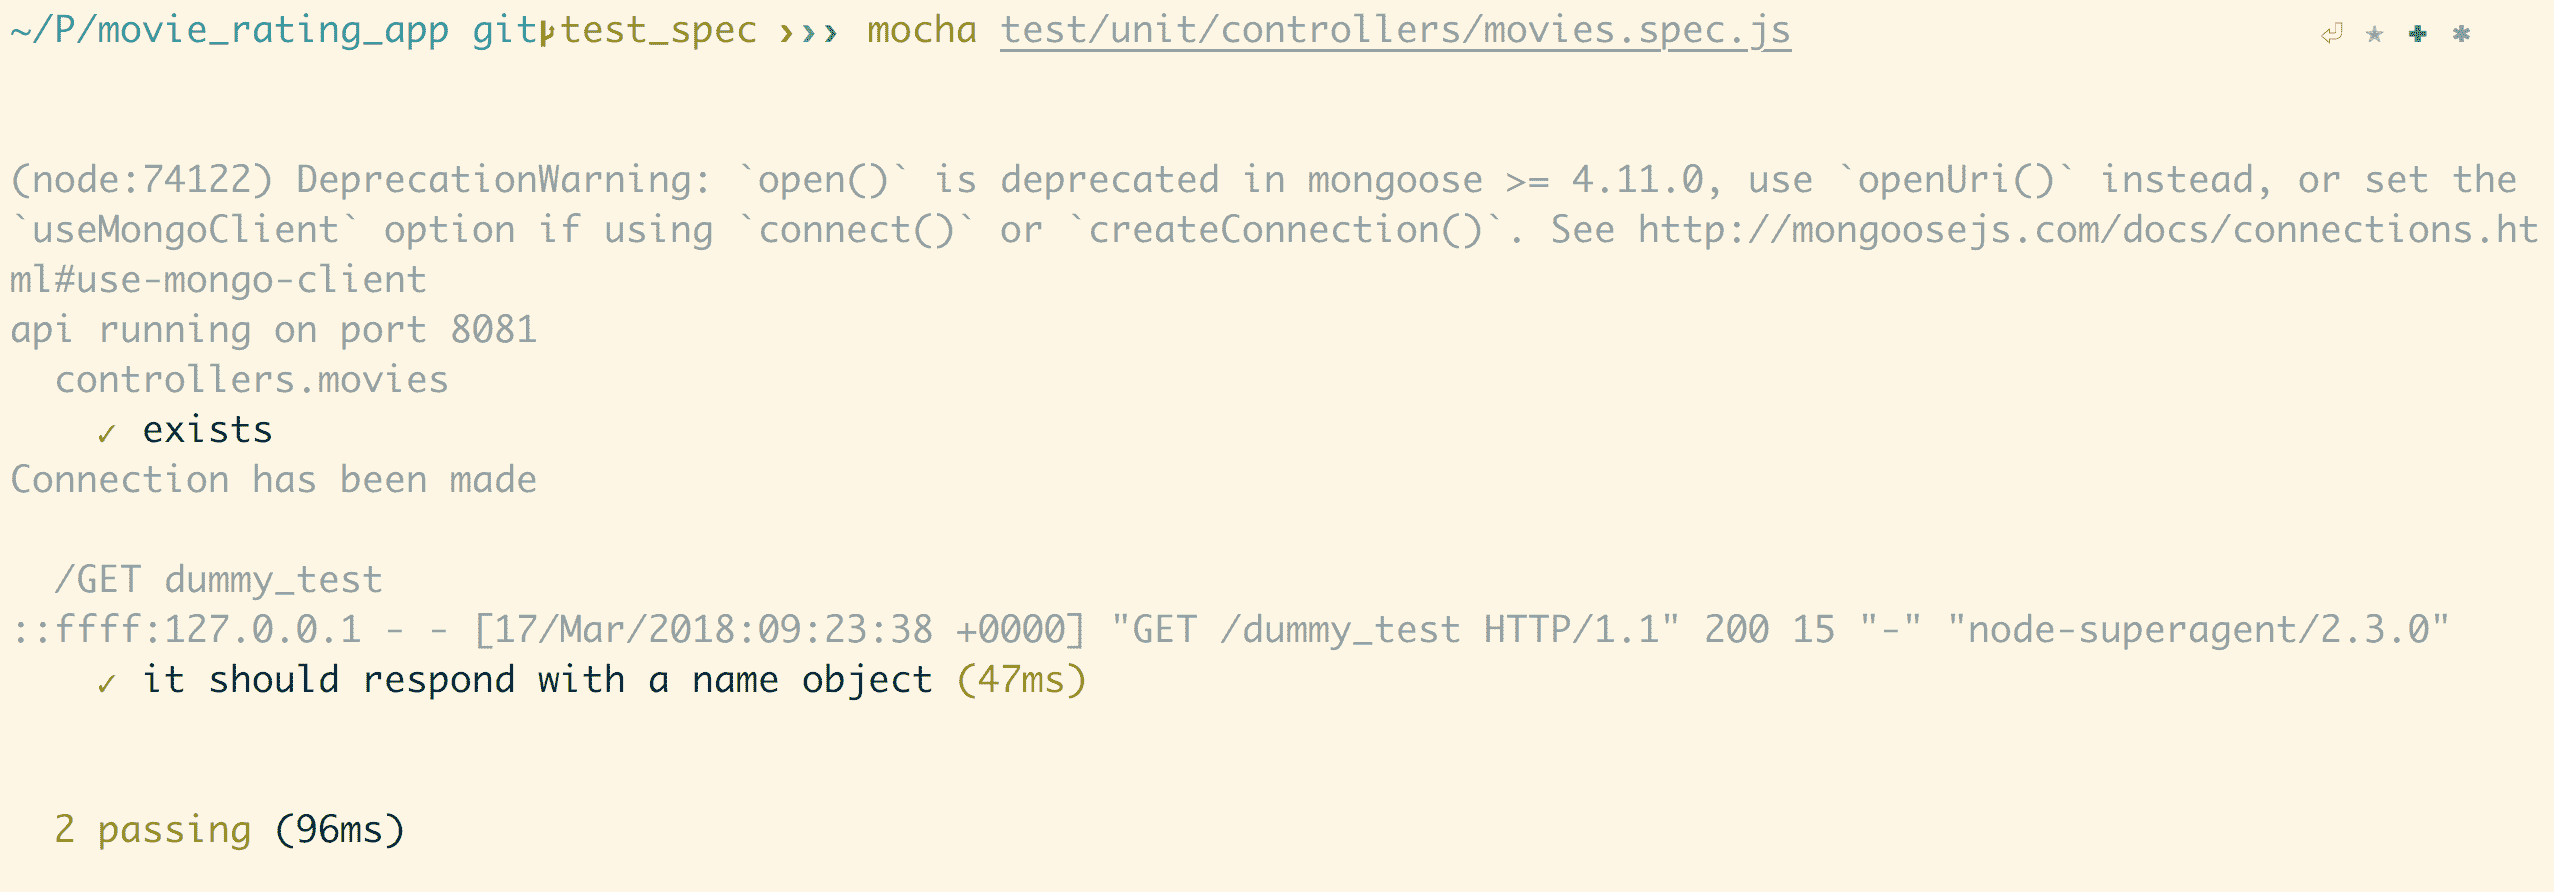 ~/P/movie_rating_app git test_spec ❯❯❯ mocha test/unit/controllers/movies.spec.js ⏎ ★ ✚ ✱
(node:74122) DeprecationWarning: `open()` is deprecated in mongoose >= 4.11.0, use `openUri()` instead, or set the
`useMongoClient` option if using `connect()` or `createConnection()`. See http://mongoosejs.com/docs/connections.ht
ml#use-mongo-client
api running on port 8081
controllers.movies
✓ exists
Connection has been made
/GET dummy_test
::ffff:127.0.0.1 - - [17/Mar/2018:09:23:38 +0000] "GET /dummy_test HTTP/1.1" 200 15 "-" "node-superagent/2.3.0"
✓ it should respond with a name object (47ms)
2 passing (96ms)